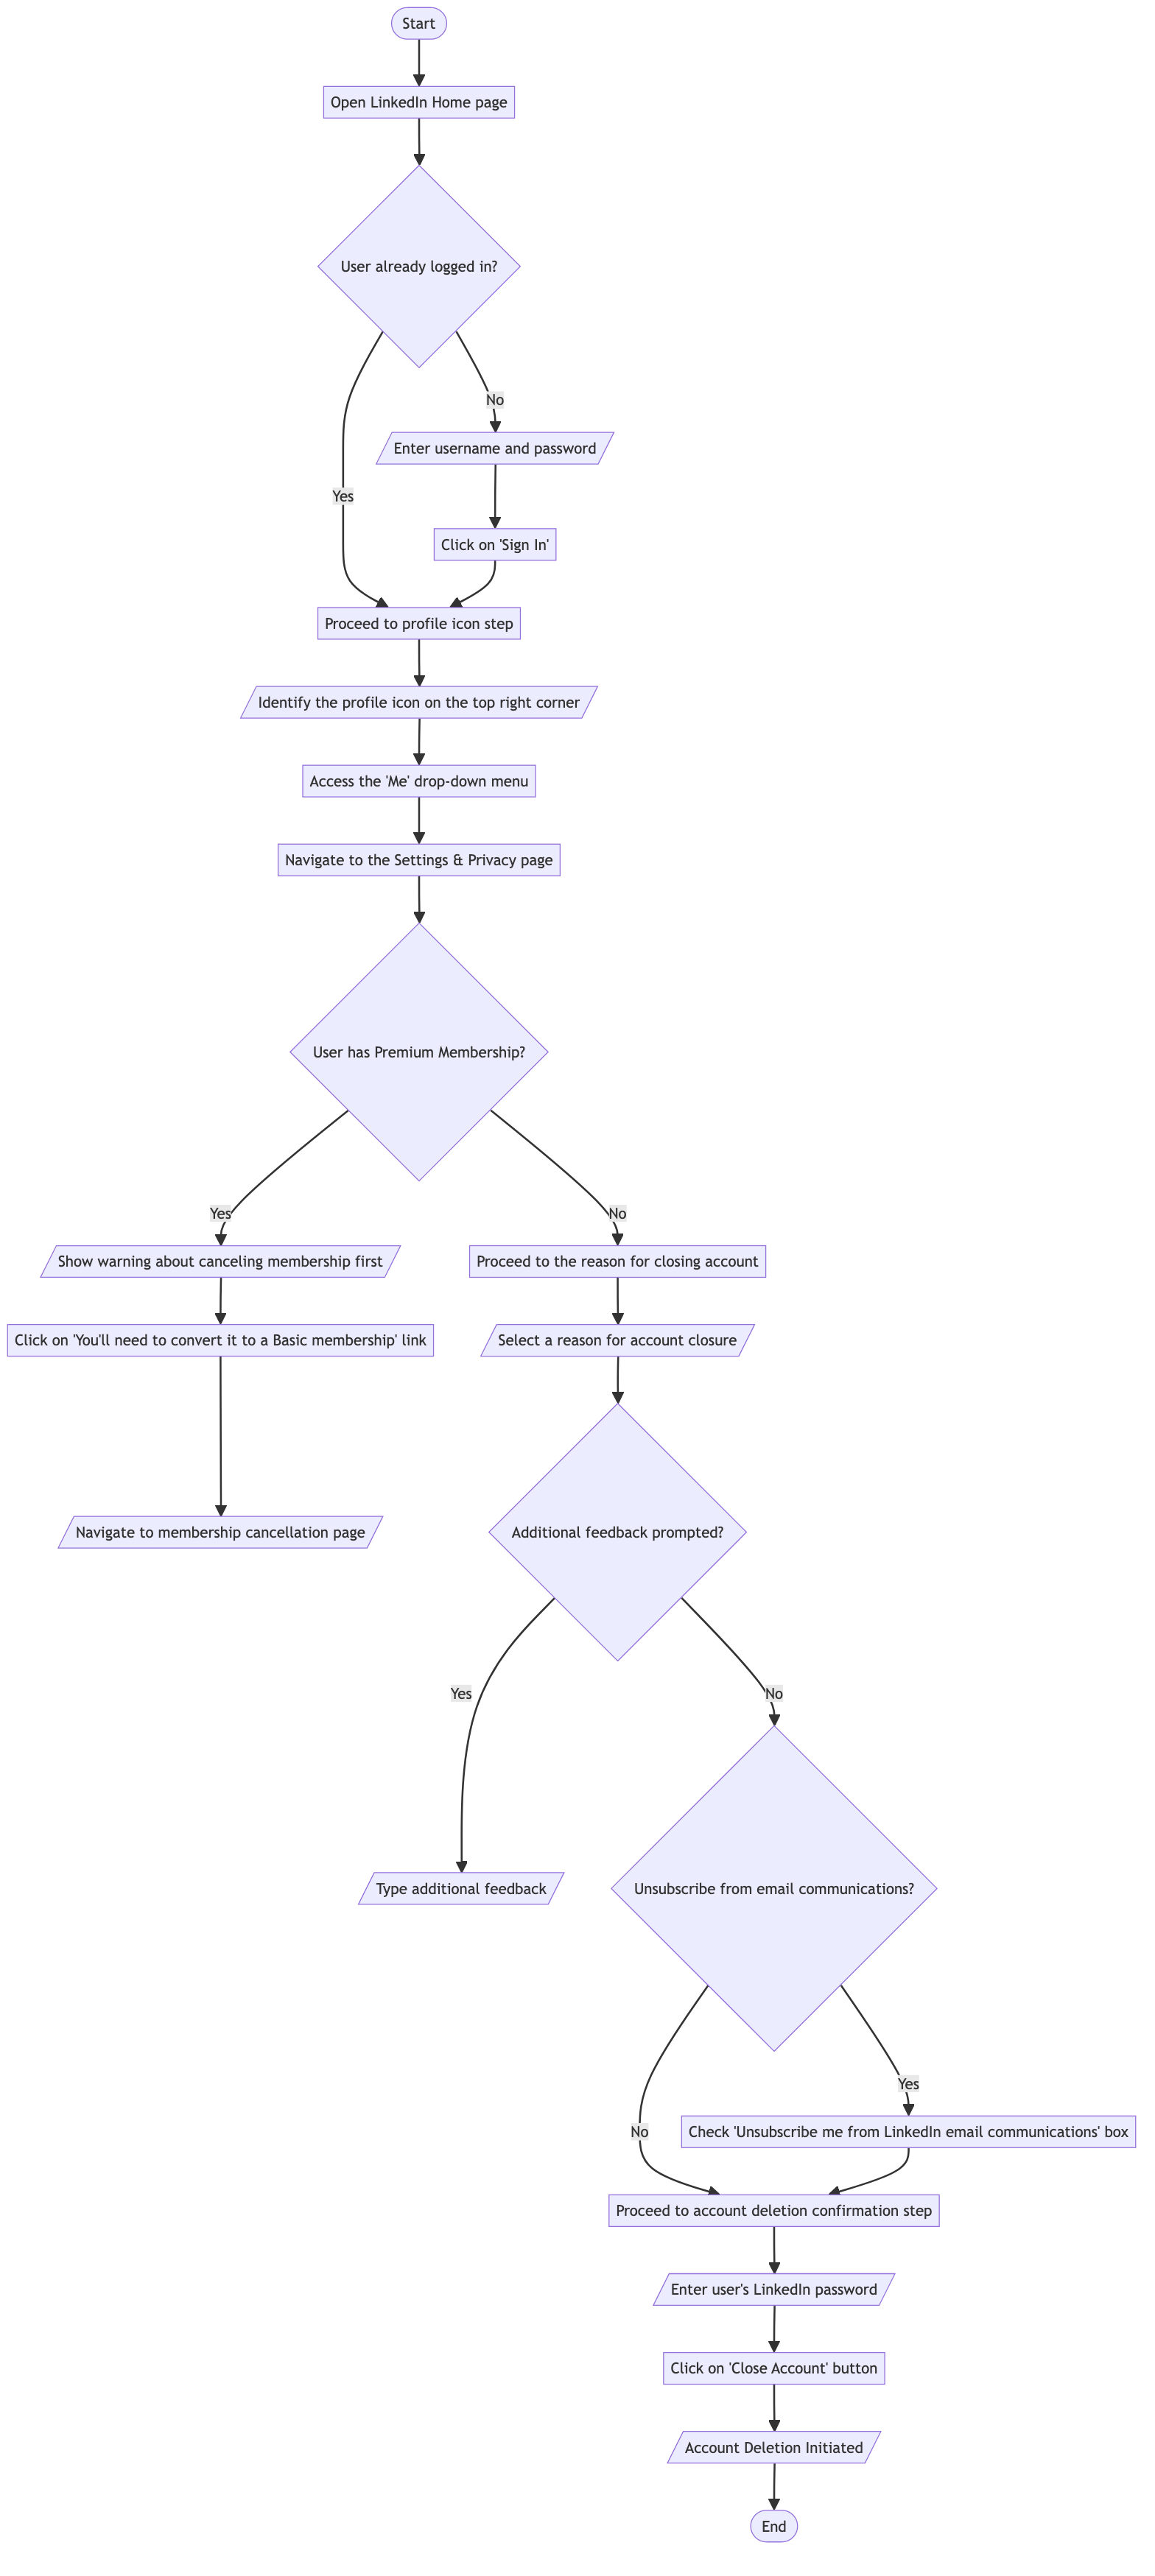 Start
Open LinkedIn Home page
User already logged in?
No
Enter username and password
Yes
Click on 'Sign In'
Proceed to profile icon step
Identify the profile icon on the top right corner
Access the 'Me' drop-down menu
Navigate to the Settings & Privacy page
User has Premium Membership?
Yes
No
Show warning about canceling membership first
Proceed to the reason for closing account
Click on 'You'll need to convert it to a Basic membership' link
Select a reason for account closure
Navigate to membership cancellation page
Additional feedback prompted?
Yes
No
Type additional feedback
Unsubscribe from email communications?
Yes
No
Check 'Unsubscribe me from LinkedIn email communications' box
Proceed to account deletion confirmation step
Enter user's LinkedIn password
Click on 'Close Account' button
Account Deletion Initiated
End